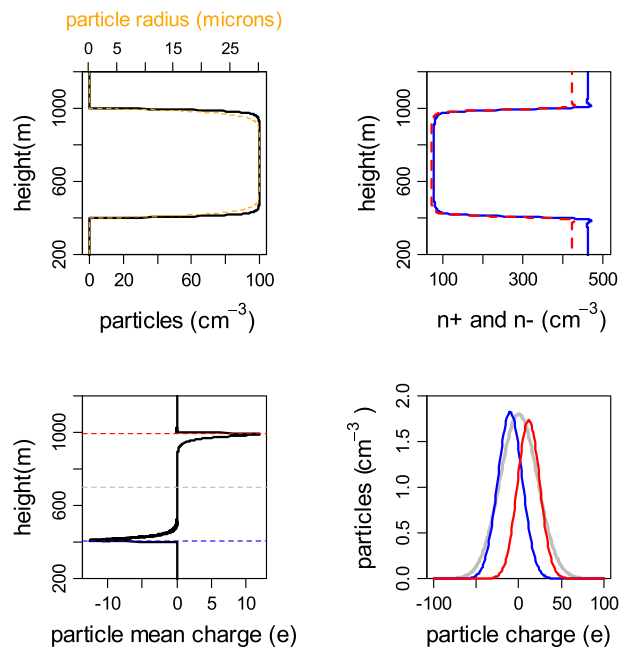 particle radius (microns)
0 5 15 25
height(m)
200 600 1000
0 20 60 100
particles (cm−3)
height(m)
200 600 1000
100 300 500
n+ and n- (cm−3)
height(m)
200 600 1000
-10 0 5 10
particle mean charge (e)
particles (cm−3)
0.0 0.5 1.0 1.5 2.0
-100 0 50 100
particle charge (e)